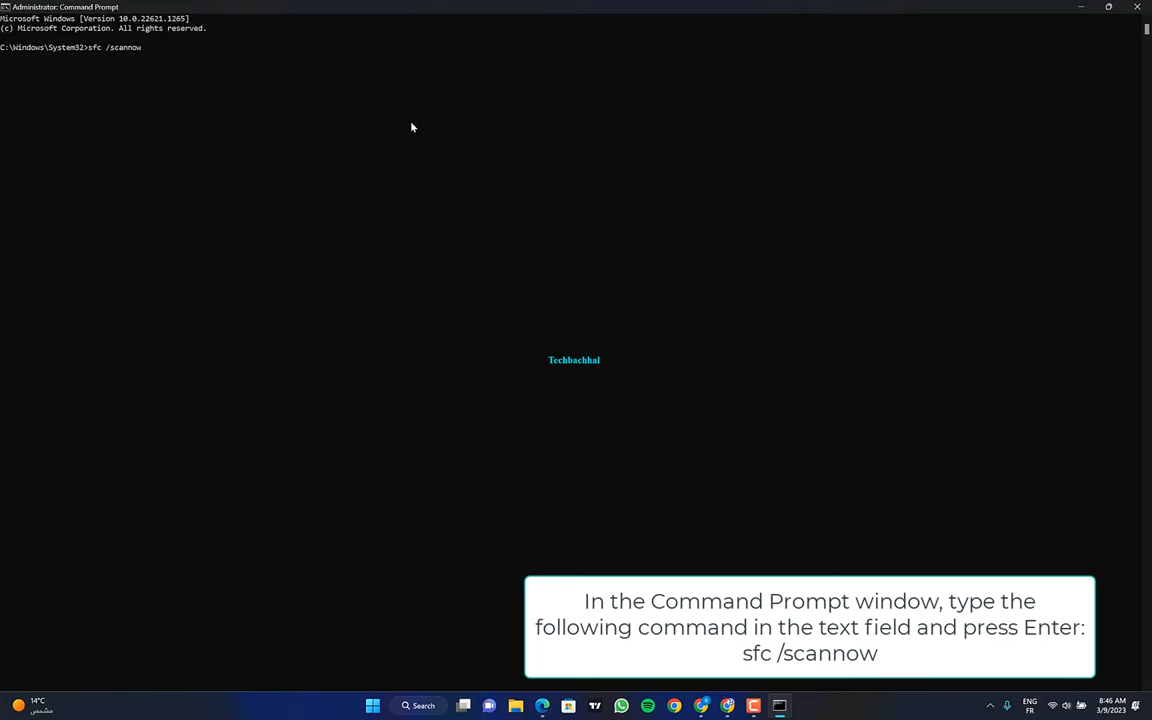 Administrator: Command Prompt
Microsoft Windows [Version 10.0.22621.1265]
(c) Microsoft Corporation. All rights reserved.
C:\Windows\System32>sfc /scannow
Techbachhal
In the Command Prompt window, type the
following command in the text field and press Enter:
sfc /scannow
14°C
مشمس
Search
ENG
FR
8:46 AM
3/9/2023